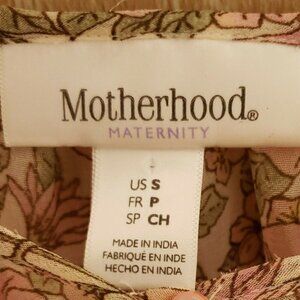 Motherhood®
MATERNITY
US S
FR P
SP CH
MADE IN INDIA
FABRIQUÉ EN INDE
HECHO EN INDIA